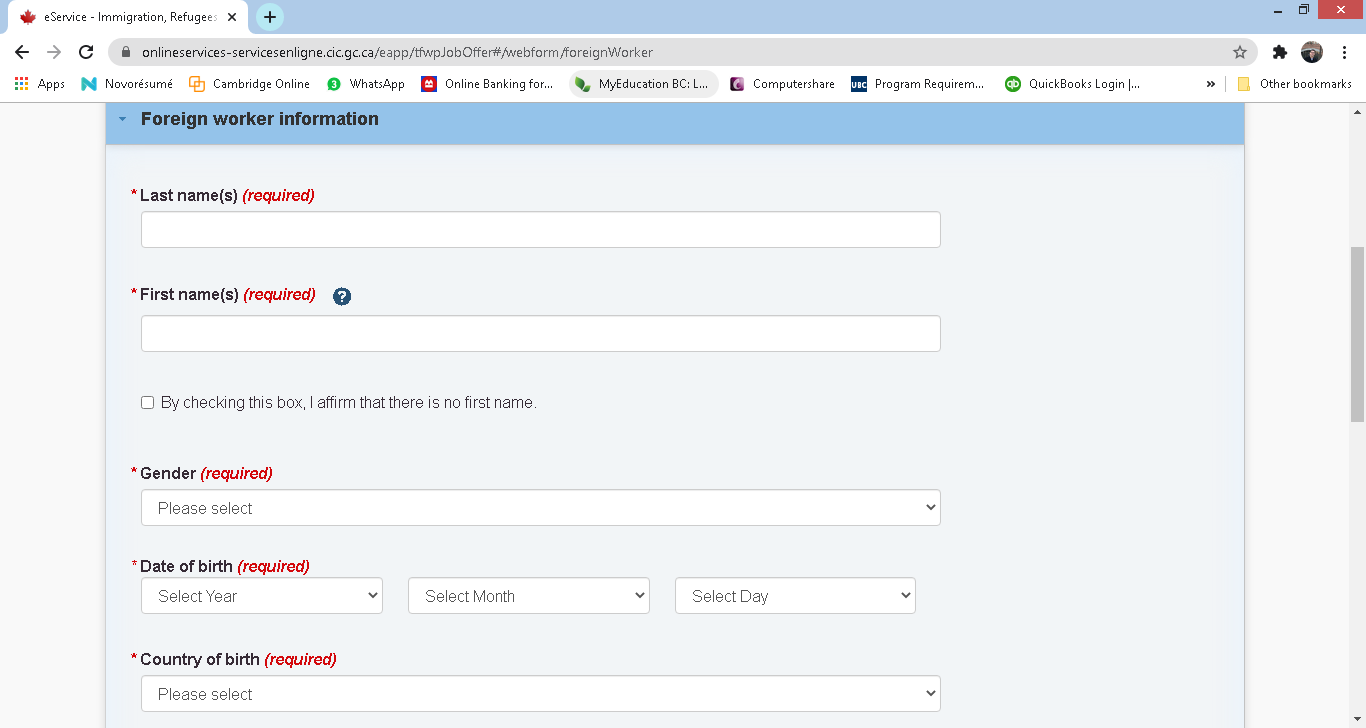 eService - Immigration, Refugees
onlineservices-servicesenligne.cic.gc.ca/eapp/tfwpJobOffer#/webform/foreignWorker
Apps Novorésumé Cambridge Online 3 WhatsApp Online Banking for... MyEducation BC: L... Computershare UBC Program Requirem... qb QuickBooks Login |... » Other bookmarks
Foreign worker information
* Last name(s) (required)
* First name(s) (required) ?
By checking this box, I affirm that there is no first name.
* Gender (required)
Please select
* Date of birth (required)
Select Year Select Month Select Day
* Country of birth (required)
Please select